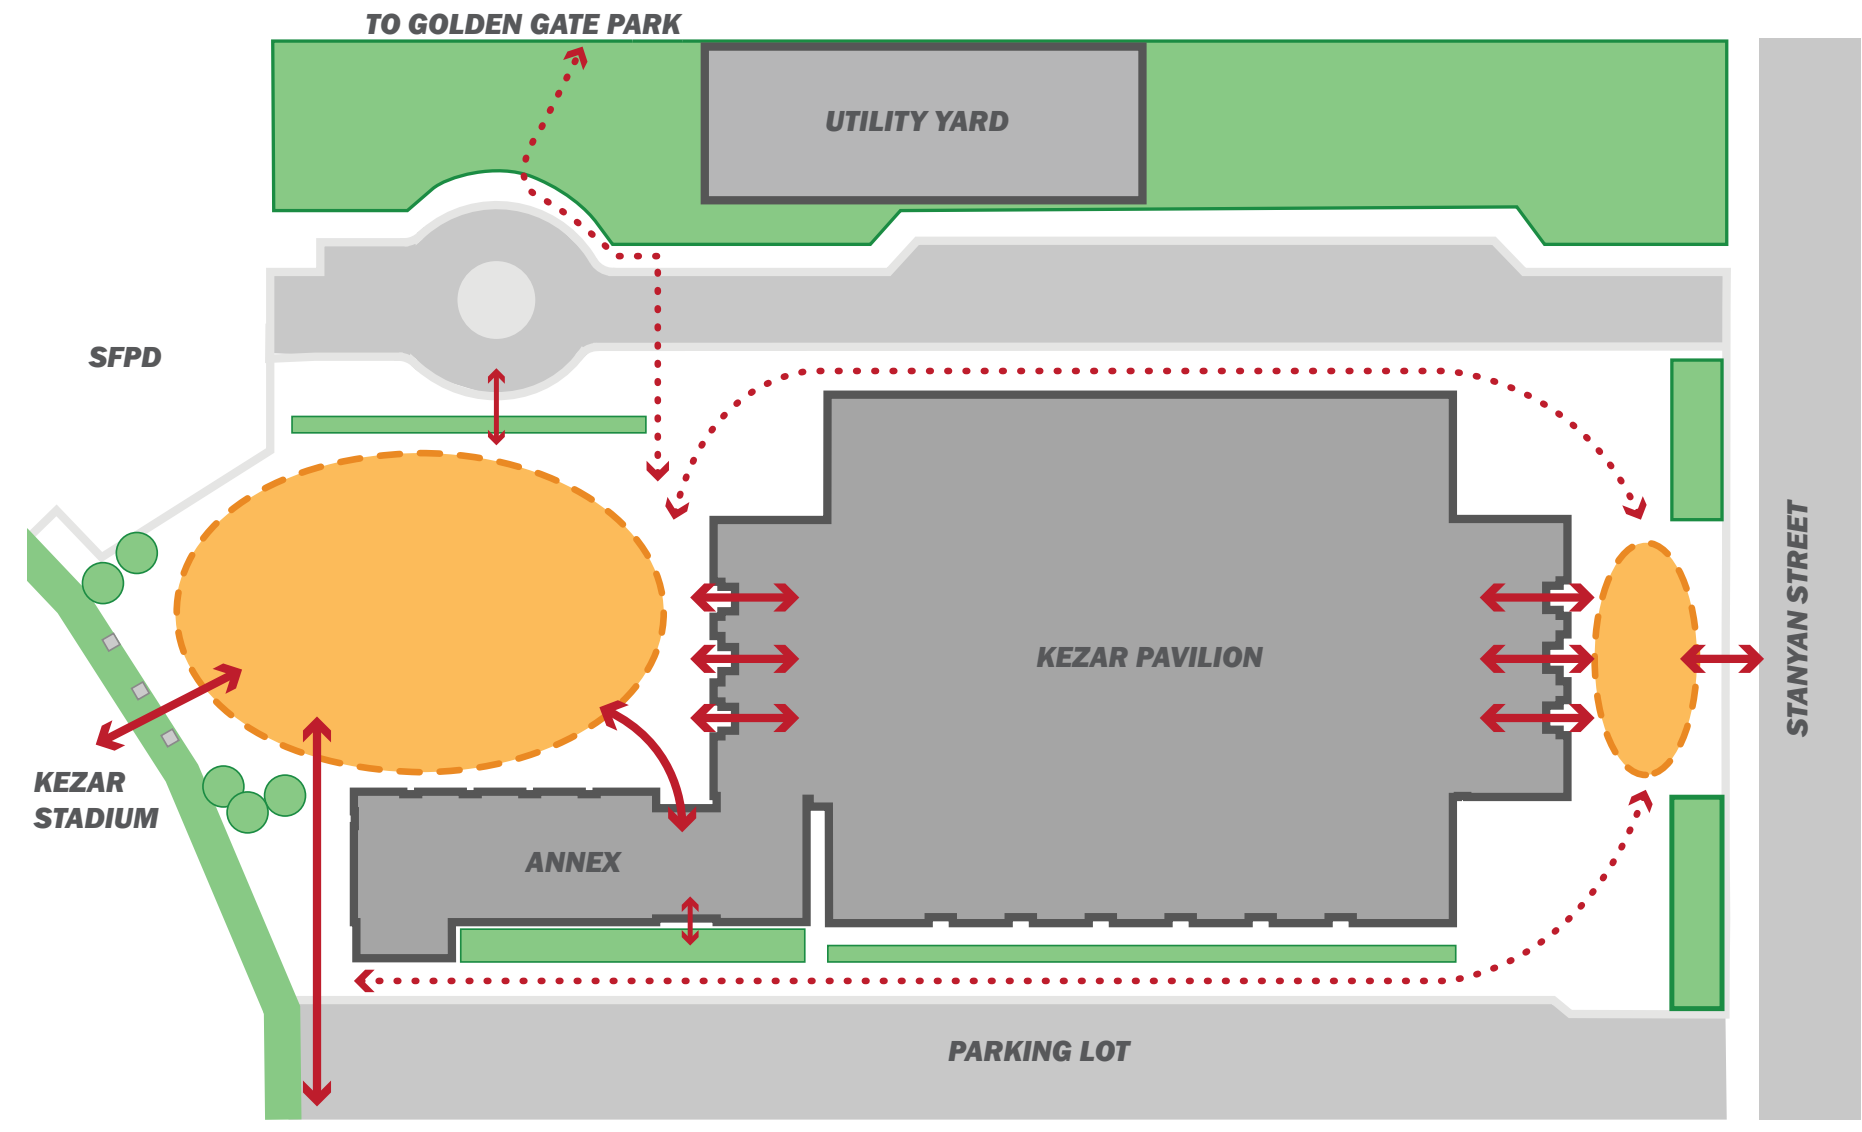 TO GOLDEN GATE PARK
UTILITY YARD
SFPD
KEZAR PAVILION
STANYAN STREET
KEZAR
STADIUM
ANNEX
PARKING LOT